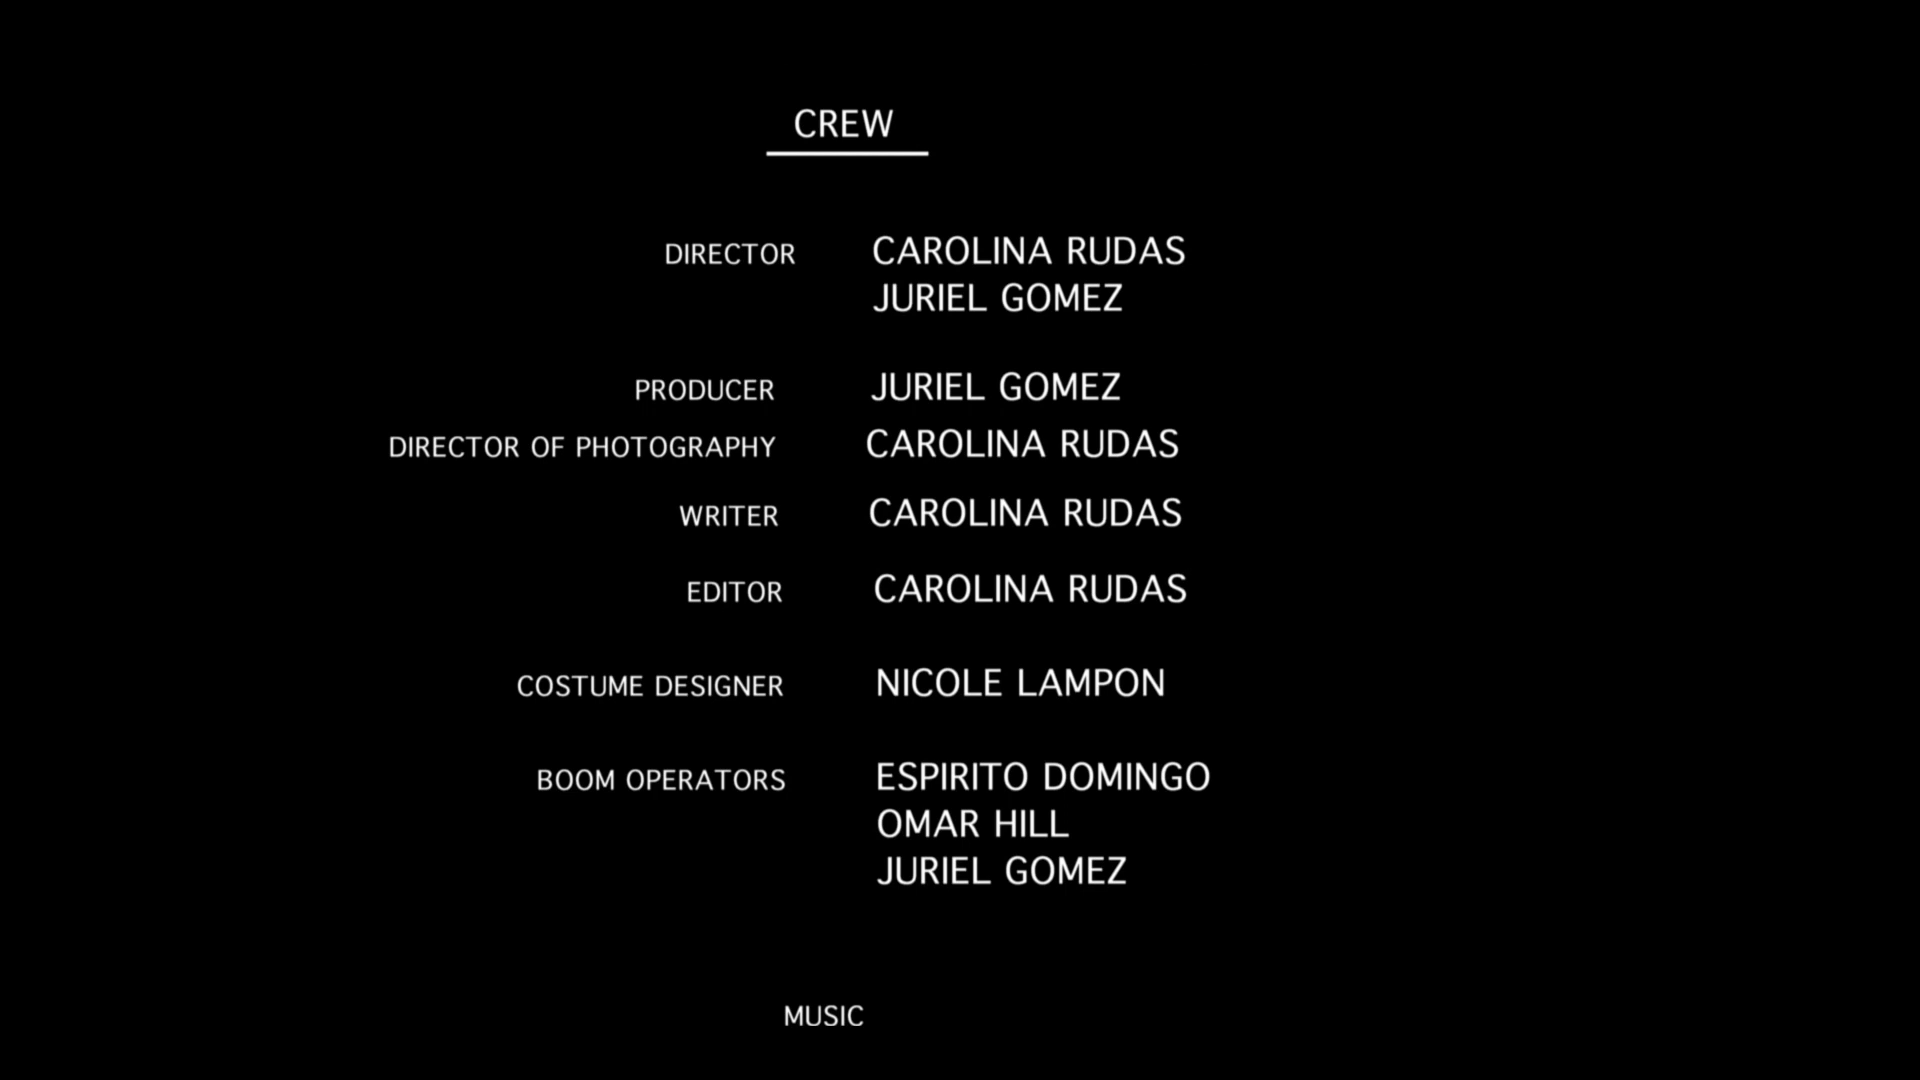 CREW
DIRECTOR CAROLINA RUDAS
JURIEL GOMEZ
PRODUCER JURIEL GOMEZ
DIRECTOR OF PHOTOGRAPHY CAROLINA RUDAS
WRITER CAROLINA RUDAS
EDITOR CAROLINA RUDAS
COSTUME DESIGNER NICOLE LAMPON
BOOM OPERATORS ESPIRITO DOMINGO
OMAR HILL
JURIEL GOMEZ
MUSIC